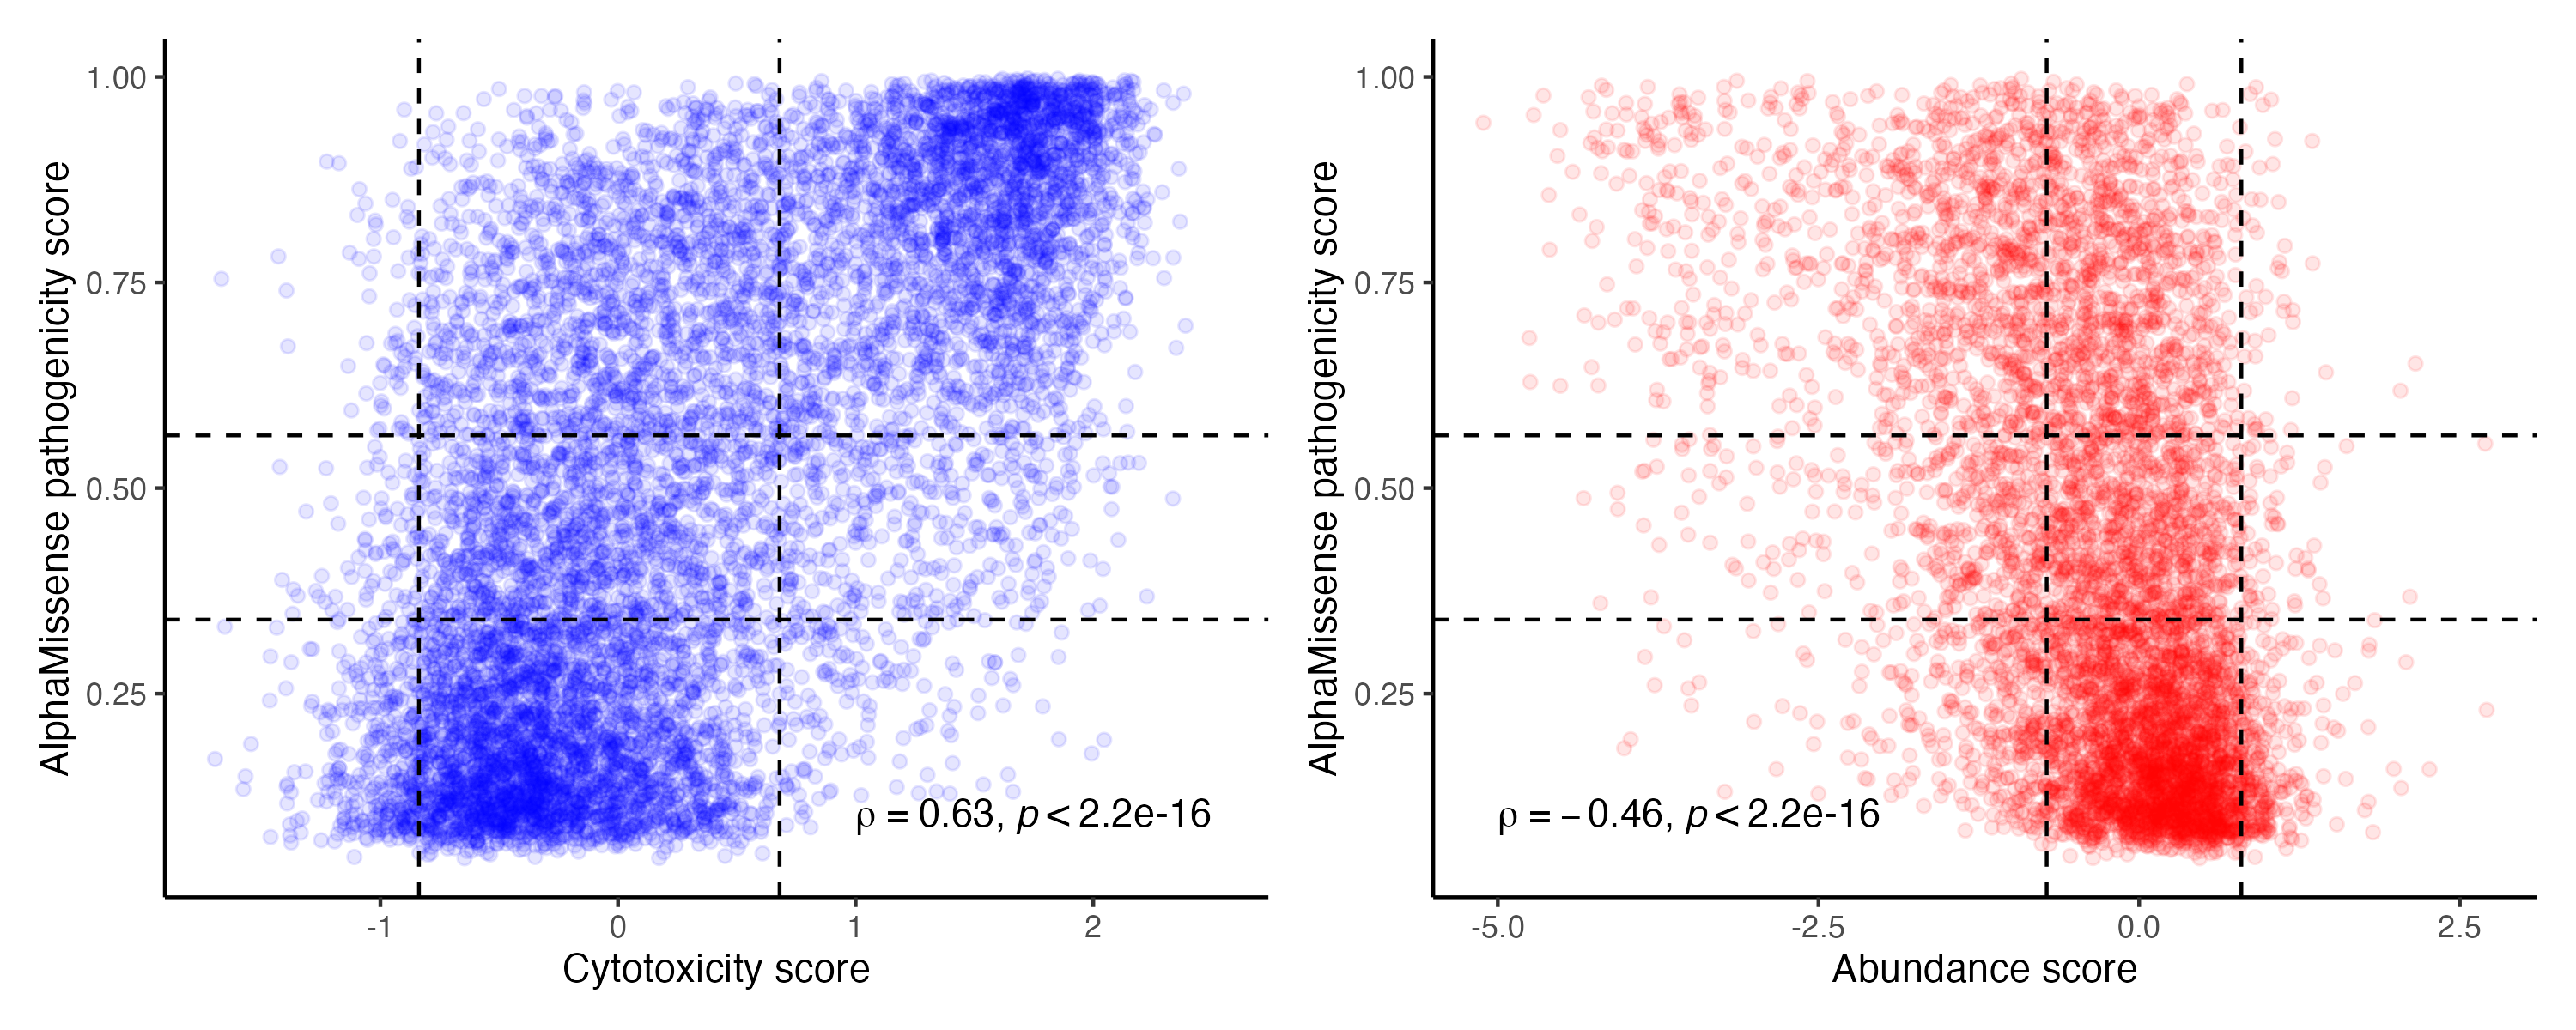 AlphaMissense pathogenicity score
1.00
0.75
0.50
0.25
ρ = 0.63, p < 2.2e-16
-1
0
1
2
Cytotoxicity score
AlphaMissense pathogenicity score
1.00
0.75
0.50
0.25
ρ = – 0.46, p < 2.2e-16
-5.0
-2.5
0.0
2.5
Abundance score